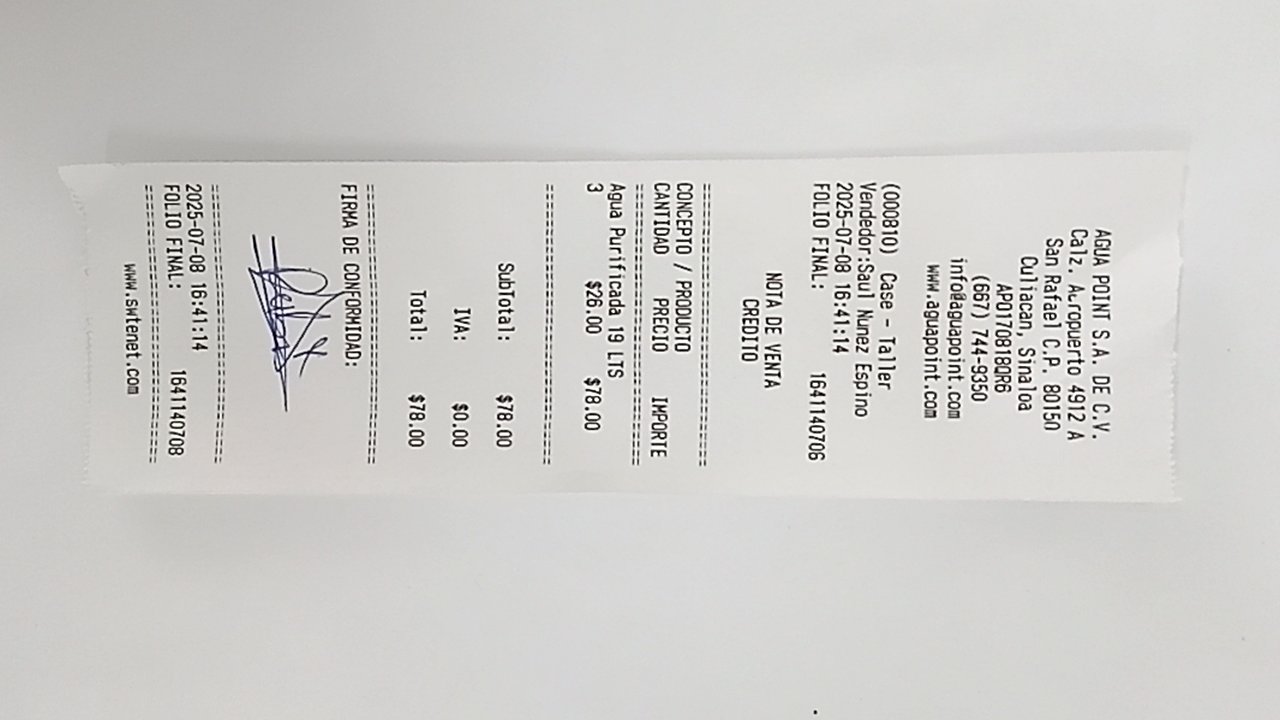 AGUA POINT S.A. DE C.V.
Calz. Aeropuerto 4912 A
San Rafael C.P. 80150
Culiacan, Sinaloa
APO170818QR6
(667) 744-9350
info@aguapoint.com
www.aguapoint.com
(000810) Case - Taller
Vendedor:Saul Nunez Espino
2025-07-08 16:41:14
FOLIO FINAL: 1641140706
NOTA DE VENTA
CREDITO
==============================
CONCEPTO / PRODUCTO
CANTIDAD PRECIO IMPORTE
==============================
Agua Purificada 19 LTS
3 $26.00 $78.00
==============================
SubTotal: $78.00
IVA: $0.00
Total: $78.00
==============================
FIRMA DE CONFORMIDAD:
==============================
2025-07-08 16:41:14
FOLIO FINAL: 1641140708
==============================
www.swtenet.com